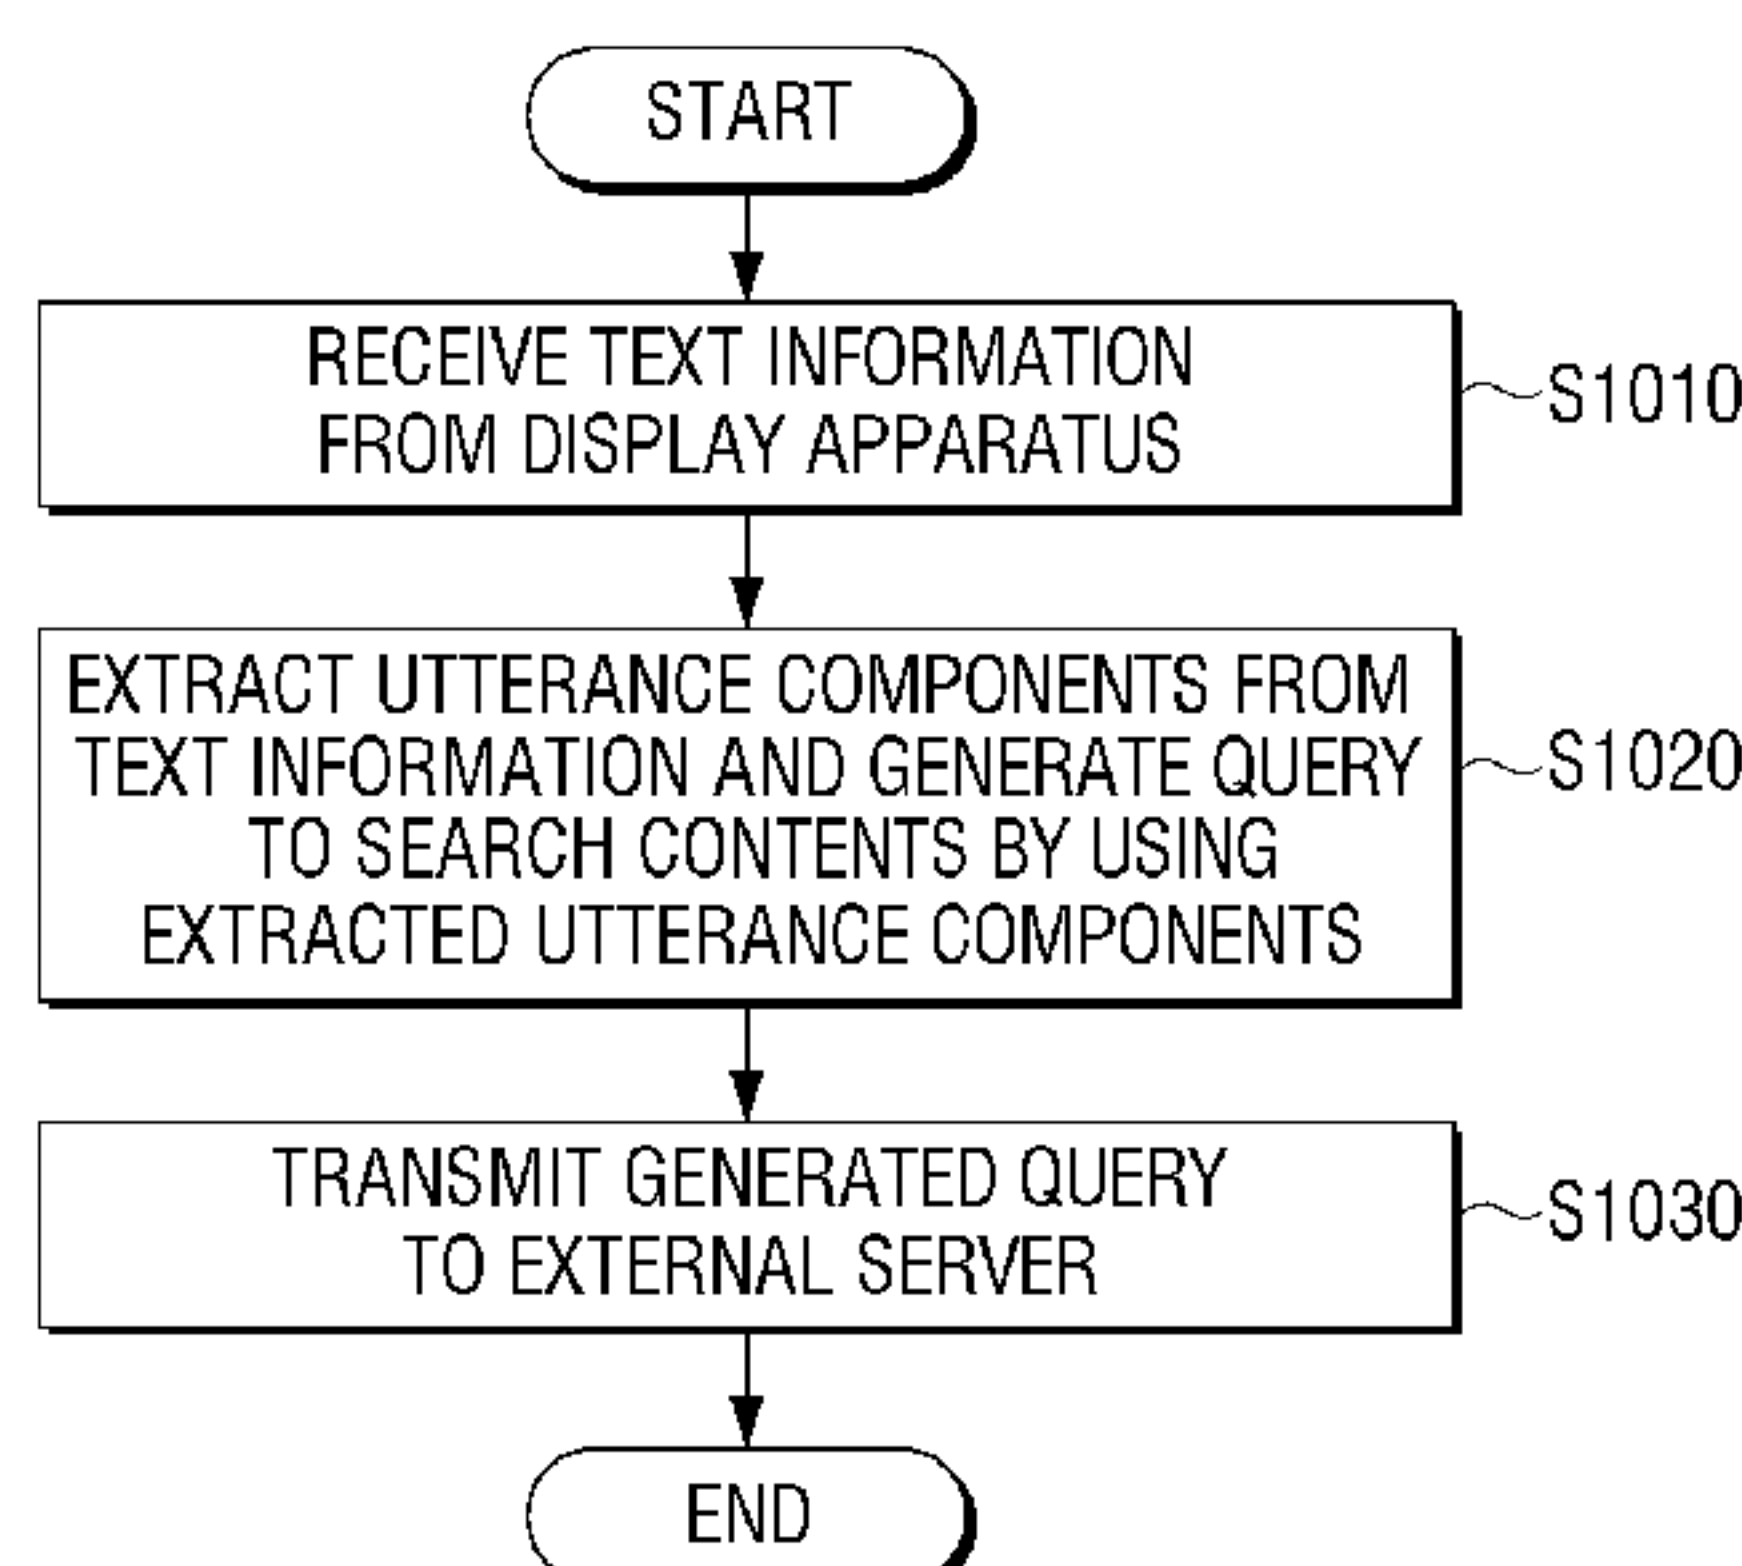 START
RECEIVE TEXT INFORMATION
FROM DISPLAY APPARATUS
S1010
EXTRACT UTTERANCE COMPONENTS FROM
TEXT INFORMATION AND GENERATE QUERY
TO SEARCH CONTENTS BY USING
EXTRACTED UTTERANCE COMPONENTS
S1020
TRANSMIT GENERATED QUERY
TO EXTERNAL SERVER
S1030
END